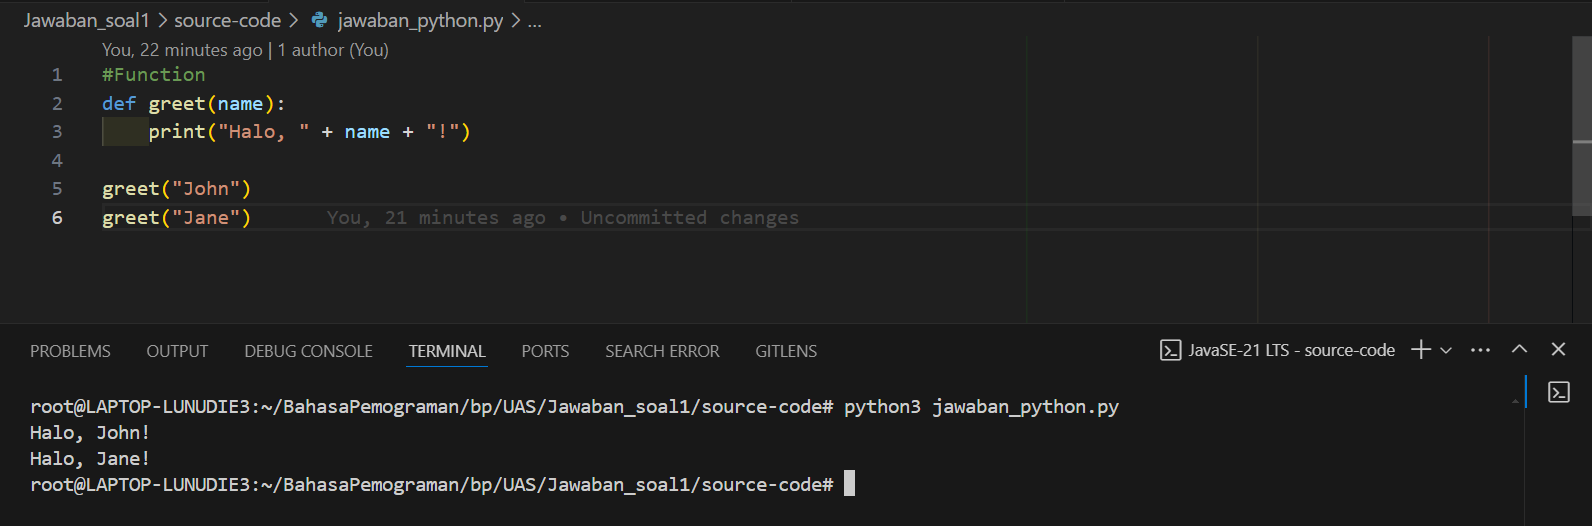 Jawaban_soal1 > source-code > jawaban_python.py > ...
You, 22 minutes ago | 1 author (You)
1 #Function
2 def greet(name):
3     print("Halo, " + name + "!")
4
5 greet("John")
6 greet("Jane")       You, 21 minutes ago • Uncommitted changes
PROBLEMS OUTPUT DEBUG CONSOLE TERMINAL PORTS SEARCH ERROR GITLENS JavaSE-21 LTS - source-code
root@LAPTOP-LUNUDIE3:~/BahasaPemograman/bp/UAS/Jawaban_soal1/source-code# python3 jawaban_python.py
Halo, John!
Halo, Jane!
root@LAPTOP-LUNUDIE3:~/BahasaPemograman/bp/UAS/Jawaban_soal1/source-code#